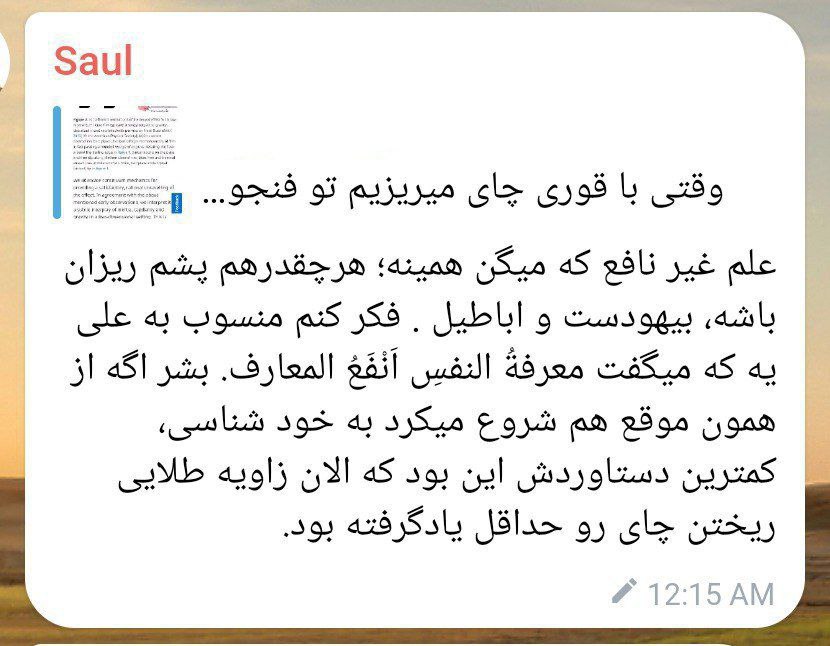 Saul
وقتی با قوری چای میریزیم تو فنجو...
علم غیر نافع که میگن همینه؛ هرچقدرهم پشم ریزان
باشه، بیهودست و اباطیل . فکر کنم منسوب به علی
یه که میگفت معرفةُ النفسِ اَنْفَعُ المعارف. بشر اگه از
همون موقع هم شروع میکرد به خود شناسی،
کمترین دستاوردش این بود که الان زاویه طلایی
ریختن چای رو حداقل یادگرفته بود.
12:15 AM